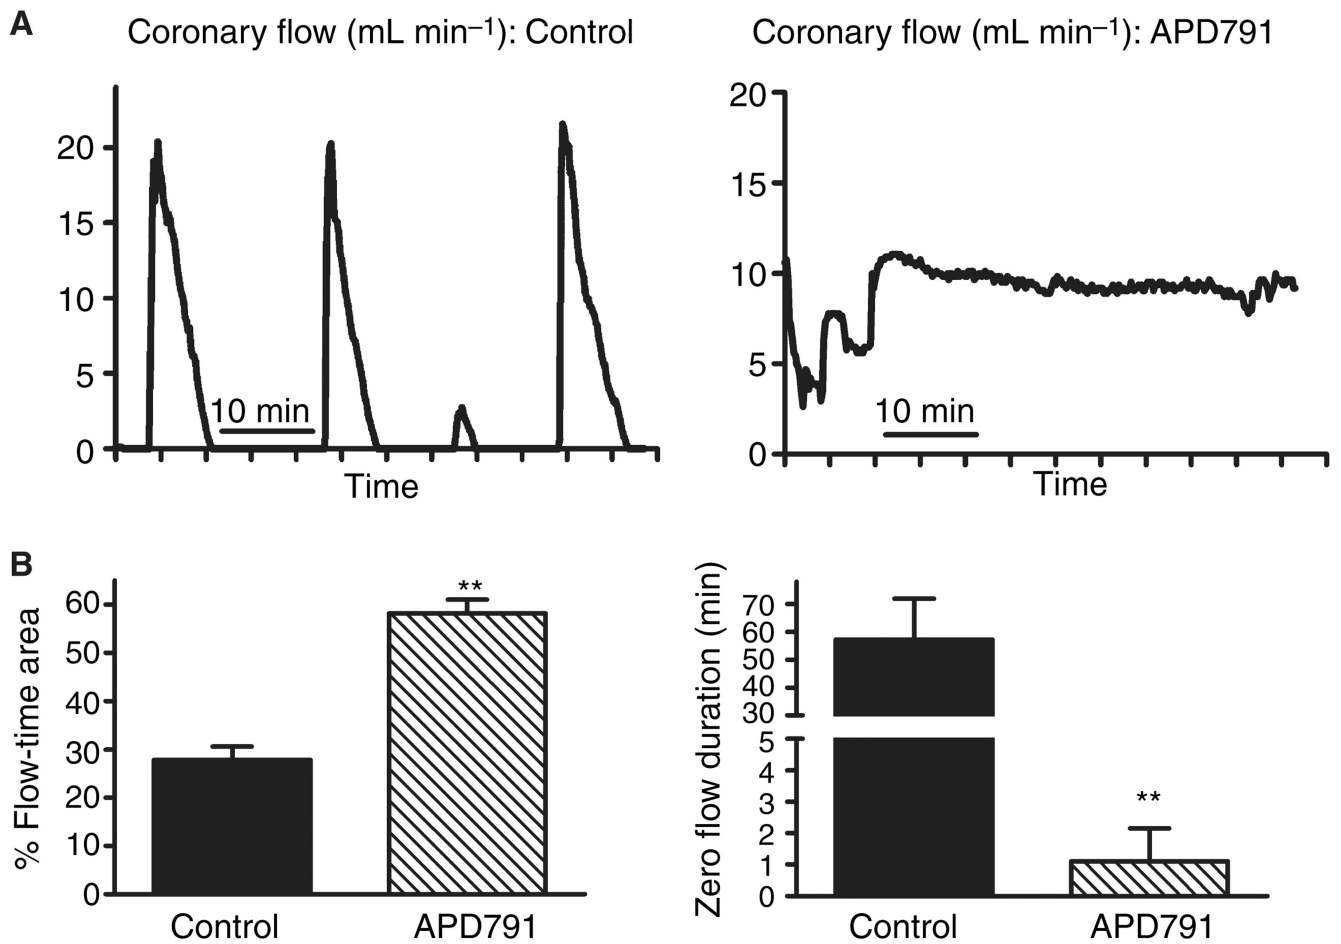 A
Coronary flow (mL min–1): Control
20
15
10
5
0
10 min
Time
Coronary flow (mL min–1): APD791
20
15
10
5
0
10 min
Time
B
% Flow-time area
60
50
40
30
20
10
0
**
Control
APD791
Zero flow duration (min)
70
60
50
40
30
5
4
3
2
1
0
**
Control
APD791